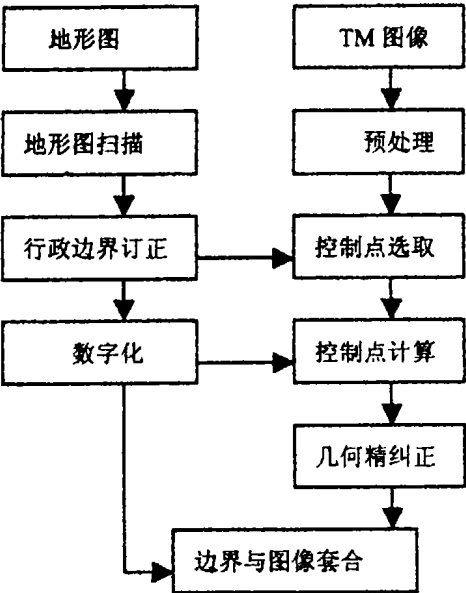 地形图
TM 图像
地形图扫描
预处理
行政边界订正
控制点选取
数字化
控制点计算
几何精纠正
边界与图像套合